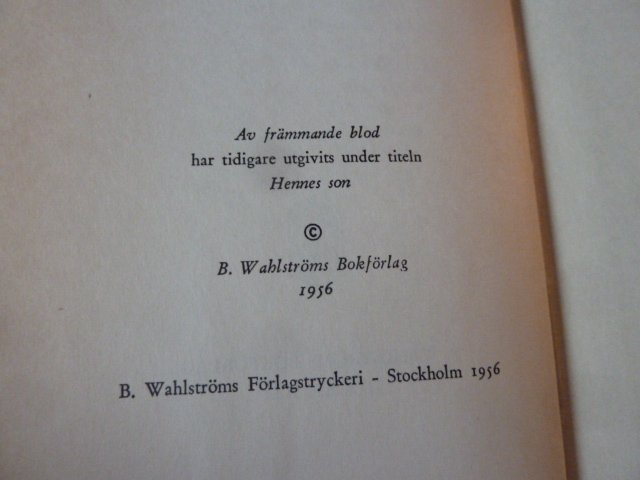 Av främmande blod
har tidigare utgivits under titeln
Hennes son
©
B. Wahlströms Bokförlag
1956
B. Wahlströms Förlagstryckeri - Stockholm 1956